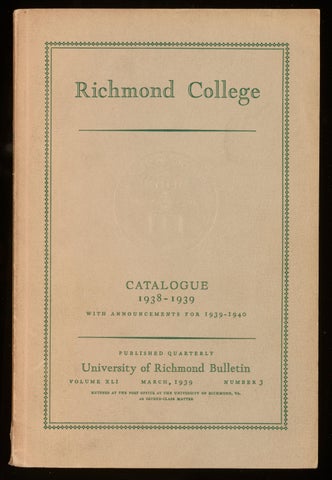 Richmond College
CATALOGUE
1938-1939
WITH ANNOUNCEMENTS FOR 1939-1940
PUBLISHED QUARTERLY
University of Richmond Bulletin
VOLUME XLI MARCH, 1939 NUMBER 3
ENTERED AT THE POST OFFICE AT THE UNIVERSITY OF RICHMOND, VA.
AS SECOND-CLASS MATTER